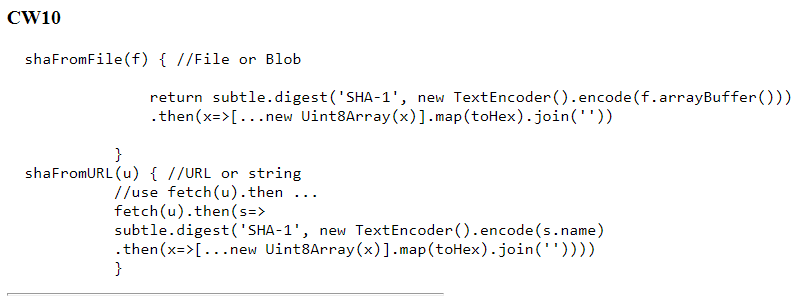 CW10
shaFromFile(f) { //File or Blob
return subtle.digest('SHA-1', new TextEncoder().encode(f.arrayBuffer()))
.then(x=>[...new Uint8Array(x)].map(toHex).join(''))
}
shaFromURL(u) { //URL or string
//use fetch(u).then ...
fetch(u).then(s=>
subtle.digest('SHA-1', new TextEncoder().encode(s.name)
.then(x=>[...new Uint8Array(x)].map(toHex).join(''))))
}